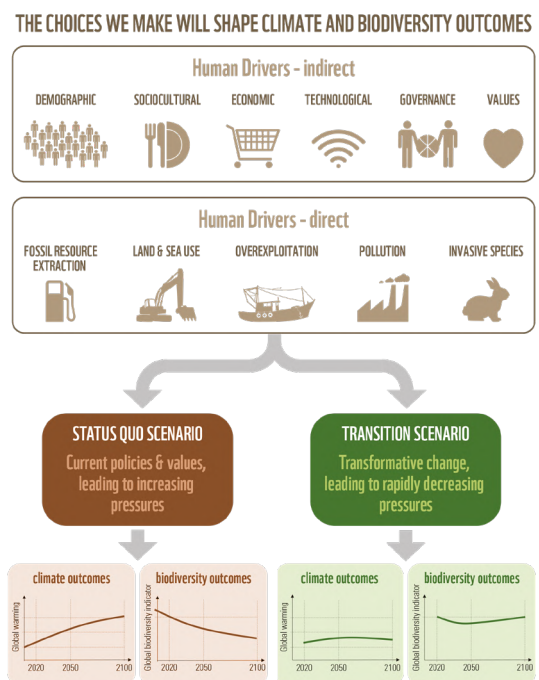 THE CHOICES WE MAKE WILL SHAPE CLIMATE AND BIODIVERSITY OUTCOMES
Human Drivers - indirect
DEMOGRAPHIC
SOCIOCULTURAL
ECONOMIC
TECHNOLOGICAL
GOVERNANCE
VALUES
Human Drivers - direct
FOSSIL RESOURCE
EXTRACTION
LAND & SEA USE
OVEREXPLOITATION
POLLUTION
INVASIVE SPECIES
STATUS QUO SCENARIO
Current policies & values,
leading to increasing
pressures
TRANSITION SCENARIO
Transformative change,
leading to rapidly decreasing
pressures
climate outcomes
Global warming
2020 2050 2100
biodiversity outcomes
Global biodiversity indicator
2020 2050 2100
climate outcomes
Global warming
2020 2050 2100
biodiversity outcomes
Global biodiversity indicator
2020 2050 2100